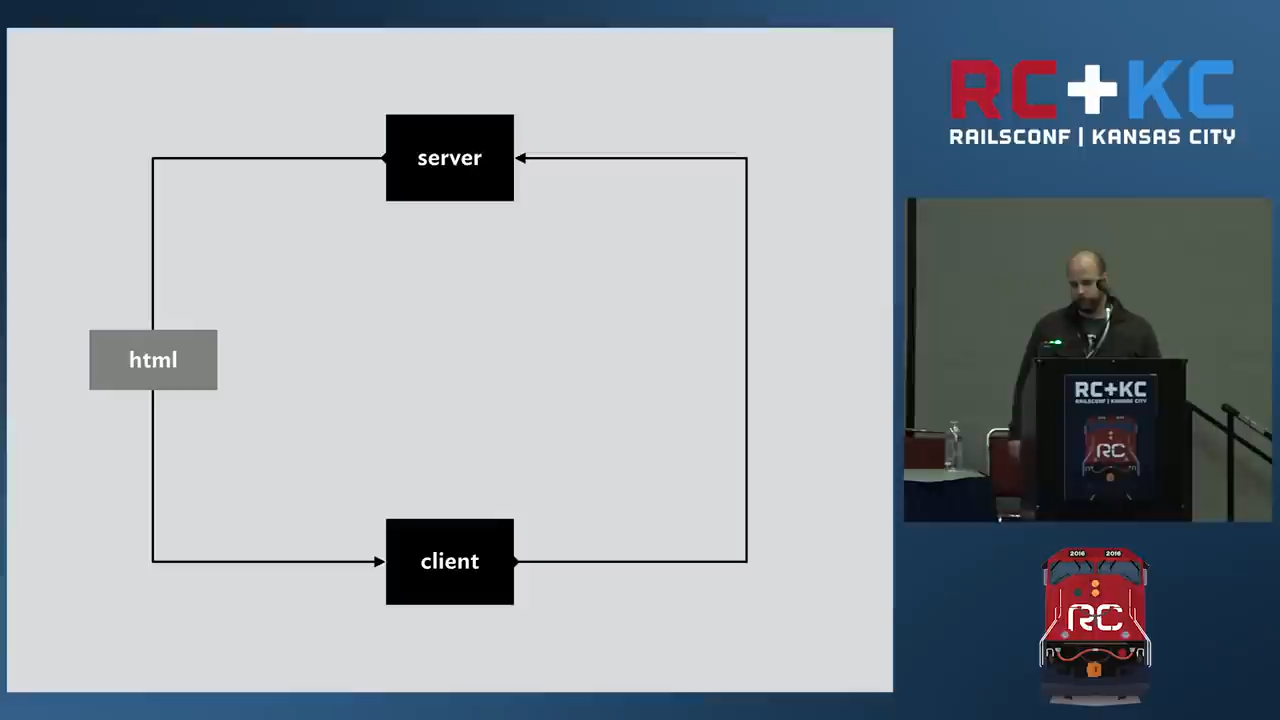 server
html
client
RC+KC
RAILSCONF | KANSAS CITY
RC+KC
RAILSCONF | KANSAS CITY
RC
2016 2016
RC